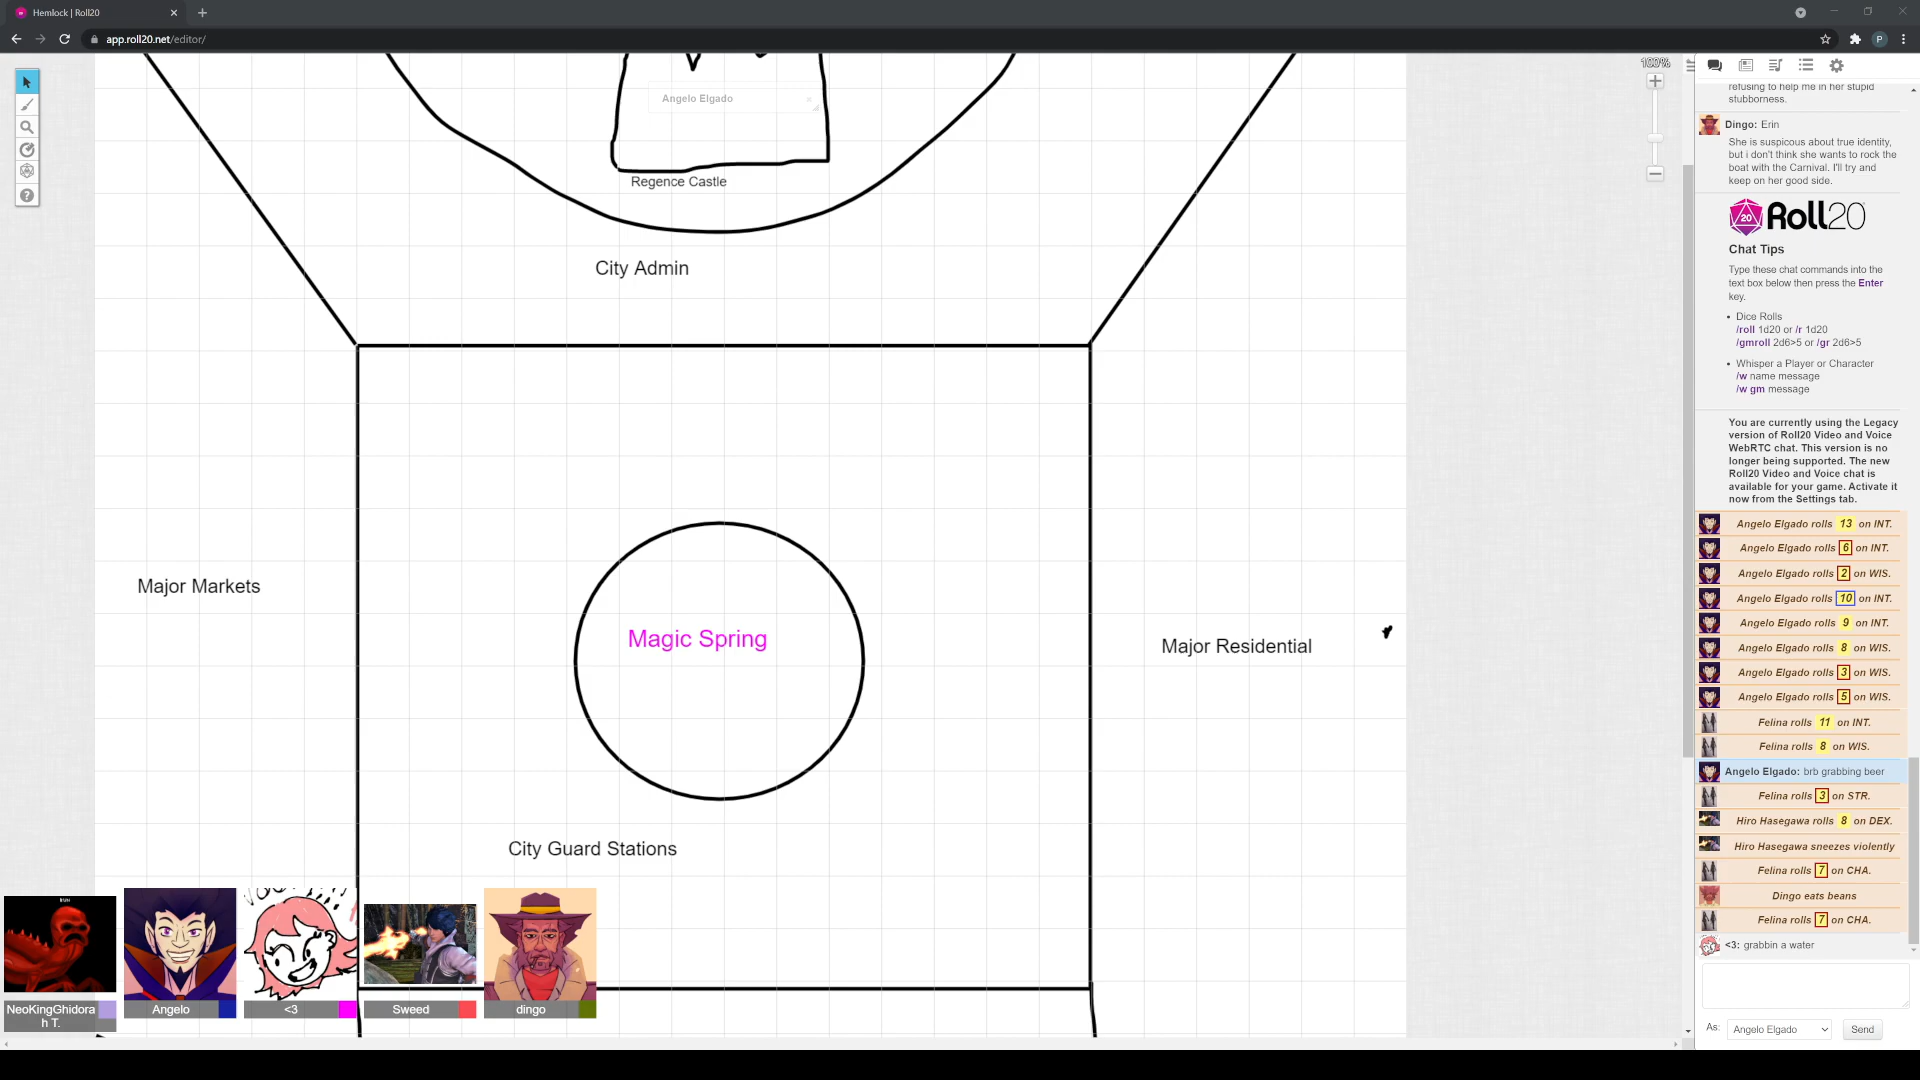 Hemlock | Roll20
app.roll20.net/editor/
100%
Angelo Elgado
Regence Castle
City Admin
Major Markets
Magic Spring
Major Residential
City Guard Stations
NeoKingGhidora
h T.
Angelo
<3
Sweed
dingo
refusing to help me in her stupid
stubborness.
Dingo: Erin
She is suspicous about true identity,
but i don't think she wants to rock the
boat with the Carnival. I'll try and
keep on her good side.
20
Roll20
Chat Tips
Type these chat commands into the
text box below then press the Enter
key.
• Dice Rolls
/roll 1d20 or /r 1d20
/gmroll 2d6>5 or /gr 2d6>5
• Whisper a Player or Character
/w name message
/w gm message
You are currently using the Legacy
version of Roll20 Video and Voice
WebRTC chat. This version is no
longer being supported. The new
Roll20 Video and Voice chat is
available for your game. Activate it
now from the Settings tab.
Angelo Elgado rolls 13 on INT.
Angelo Elgado rolls 6 on INT.
Angelo Elgado rolls 2 on WIS.
Angelo Elgado rolls 10 on INT.
Angelo Elgado rolls 9 on INT.
Angelo Elgado rolls 8 on WIS.
Angelo Elgado rolls 3 on WIS.
Angelo Elgado rolls 5 on WIS.
Felina rolls 11 on INT.
Felina rolls 8 on WIS.
Angelo Elgado: brb grabbing beer
Felina rolls 3 on STR.
Hiro Hasegawa rolls 8 on DEX.
Hiro Hasegawa sneezes violently
Felina rolls 7 on CHA.
Dingo eats beans
Felina rolls 7 on CHA.
<3: grabbin a water
As: Angelo Elgado
Send